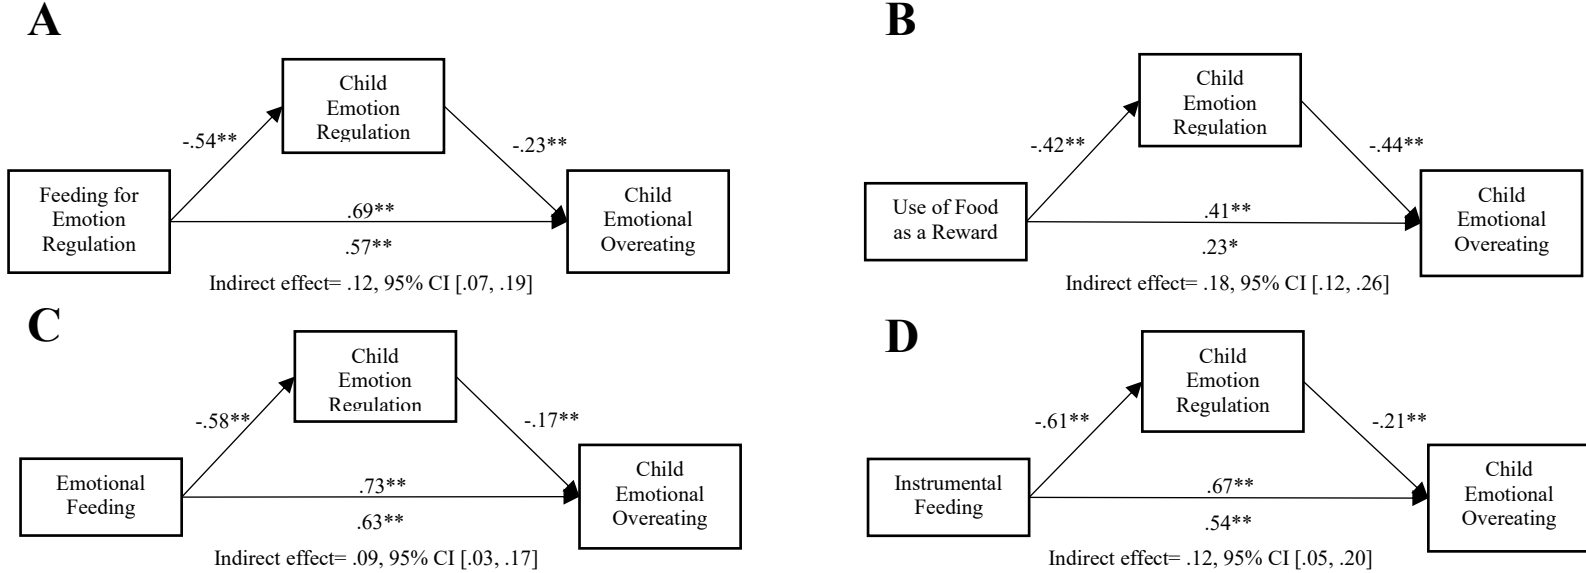 A
Child
Emotion
Regulation
-.54**
-.23**
Feeding for
Emotion
Regulation
.69**
.57**
Child
Emotional
Overeating
Indirect effect= .12, 95% CI [.07, .19]
B
Child
Emotion
Regulation
-.42**
-.44**
Use of Food
as a Reward
.41**
.23*
Child
Emotional
Overeating
Indirect effect= .18, 95% CI [.12, .26]
C
Child
Emotion
Regulation
-.58**
-.17**
Emotional
Feeding
.73**
.63**
Child
Emotional
Overeating
Indirect effect= .09, 95% CI [.03, .17]
D
Child
Emotion
Regulation
-.61**
-.21**
Instrumental
Feeding
.67**
.54**
Child
Emotional
Overeating
Indirect effect= .12, 95% CI [.05, .20]